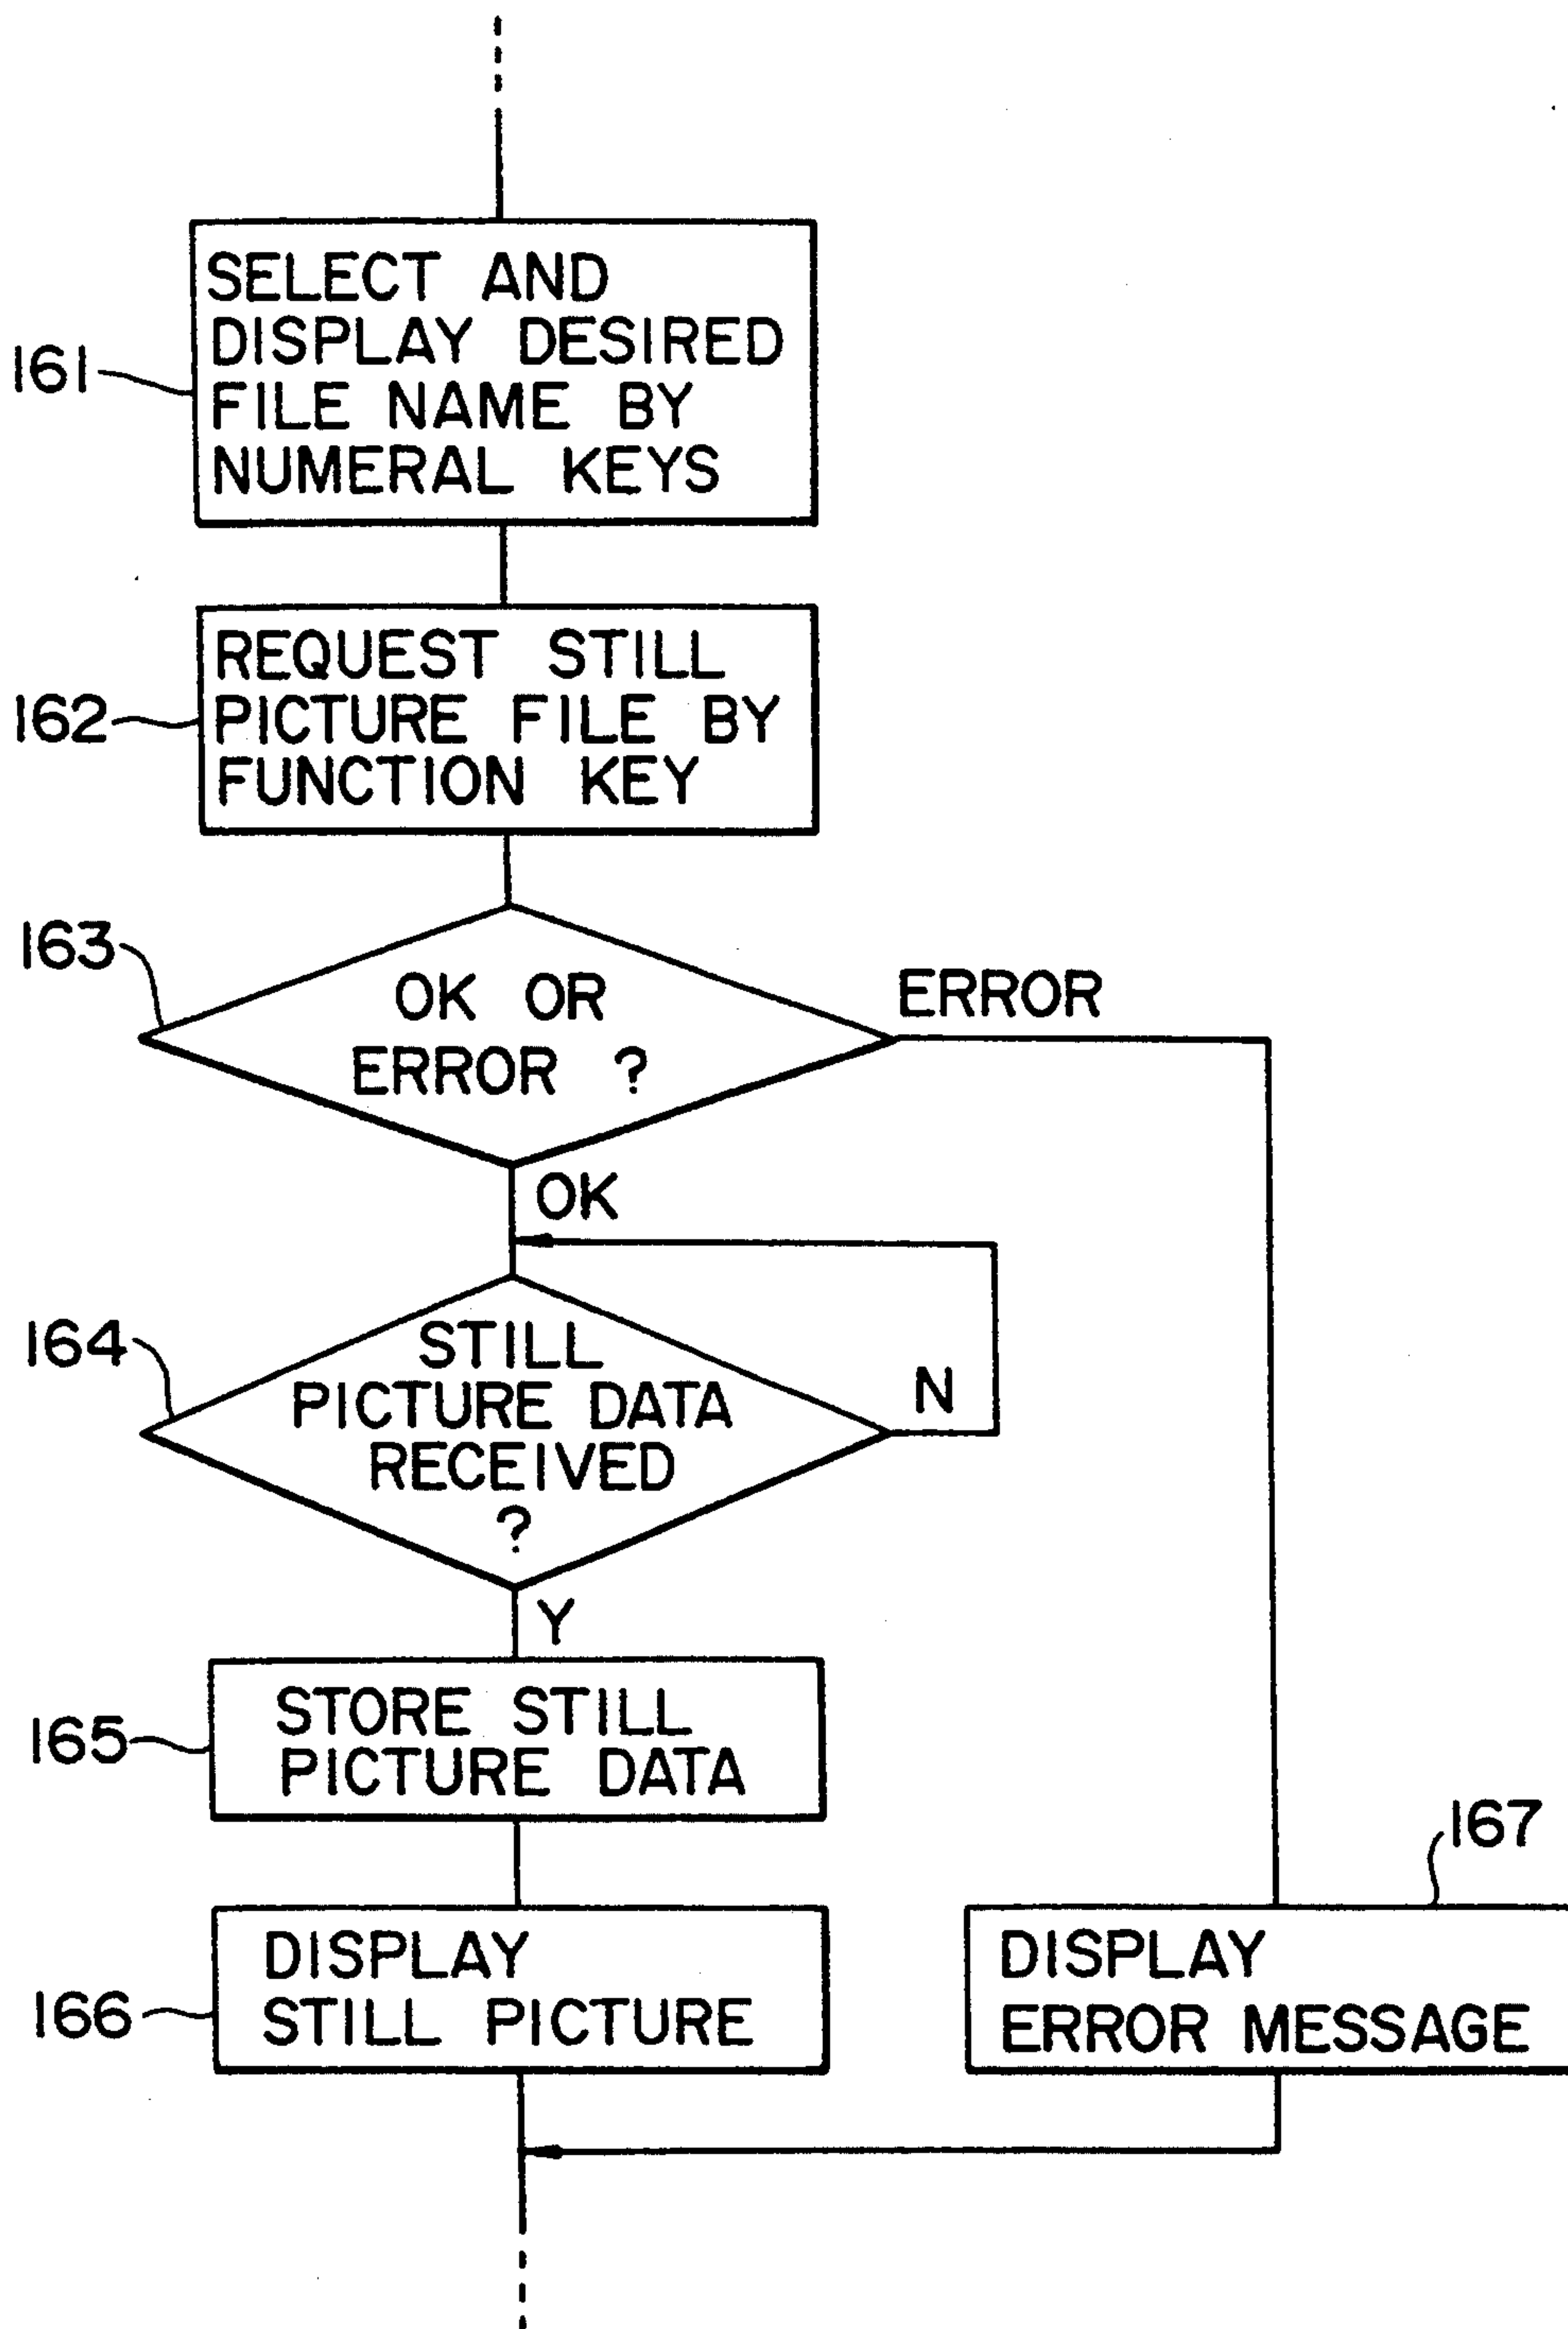 161
SELECT AND
DISPLAY DESIRED
FILE NAME BY
NUMERAL KEYS
162
REQUEST STILL
PICTURE FILE BY
FUNCTION KEY
163
OK OR
ERROR ?
ERROR
OK
164
STILL
PICTURE DATA
RECEIVED
?
N
Y
165
STORE STILL
PICTURE DATA
166
DISPLAY
STILL PICTURE
167
DISPLAY
ERROR MESSAGE